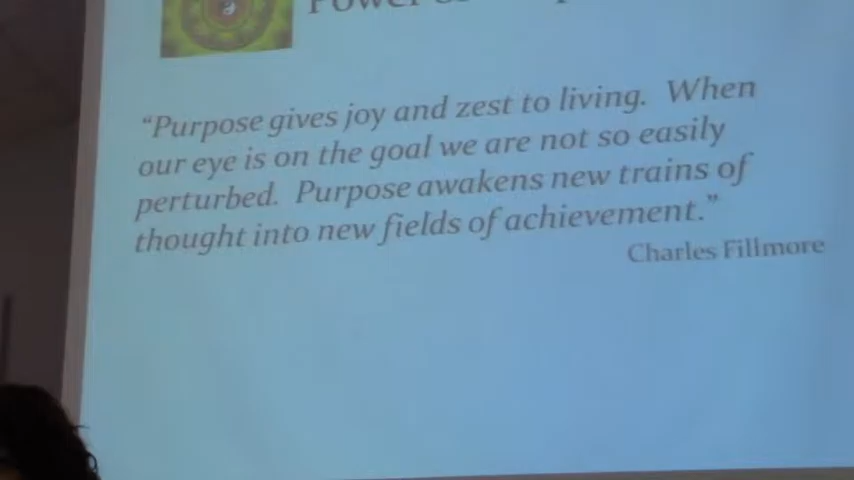 “Purpose gives joy and zest to living. When
our eye is on the goal we are not so easily
perturbed. Purpose awakens new trains of
thought into new fields of achievement.”
Charles Fillmore